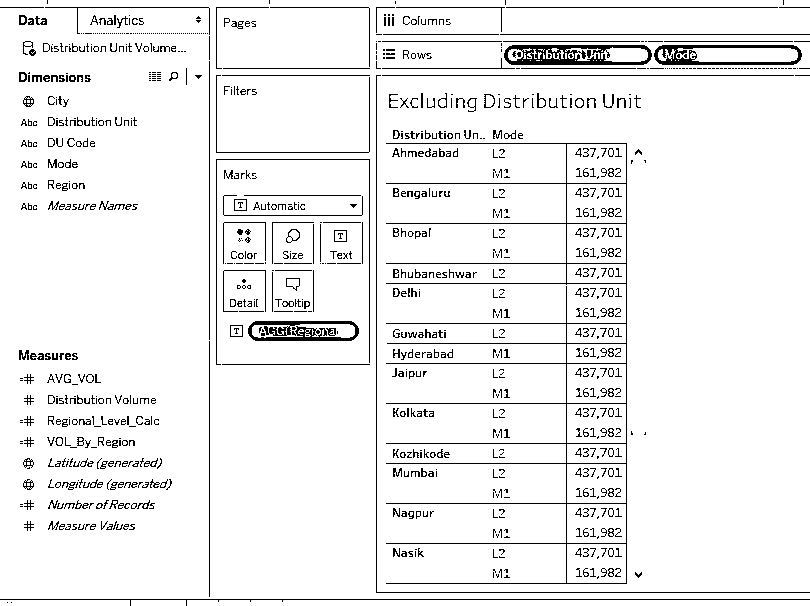 Data
Analytics
Distribution Unit Volume...
Dimensions
City
Abc Distribution Unit
Abc DU Code
Abc Mode
Abc Region
Abc Measure Names
Measures
=# AVG_VOL
# Distribution Volume
=# Regional_Level_Calc
=# VOL_By_Region
Latitude (generated)
Longitude (generated)
=# Number of Records
# Measure Values
Pages
Filters
Marks
T Automatic
Color Size Text
Detail Tooltip
T AGG(Regional
Columns
Rows Distribution Unit Mode
Excluding Distribution Unit
Distribution Un.. Mode
Ahmedabad L2 437,701
M1 161,982
Bengaluru L2 437,701
M1 161,982
Bhopal L2 437,701
M1 161,982
Bhubaneshwar L2 437,701
Delhi L2 437,701
M1 161,982
Guwahati L2 437,701
Hyderabad M1 161,982
Jaipur L2 437,701
M1 161,982
Kolkata L2 437,701
M1 161,982
Kozhikode L2 437,701
Mumbai L2 437,701
M1 161,982
Nagpur L2 437,701
M1 161,982
Nasik L2 437,701
M1 161,982